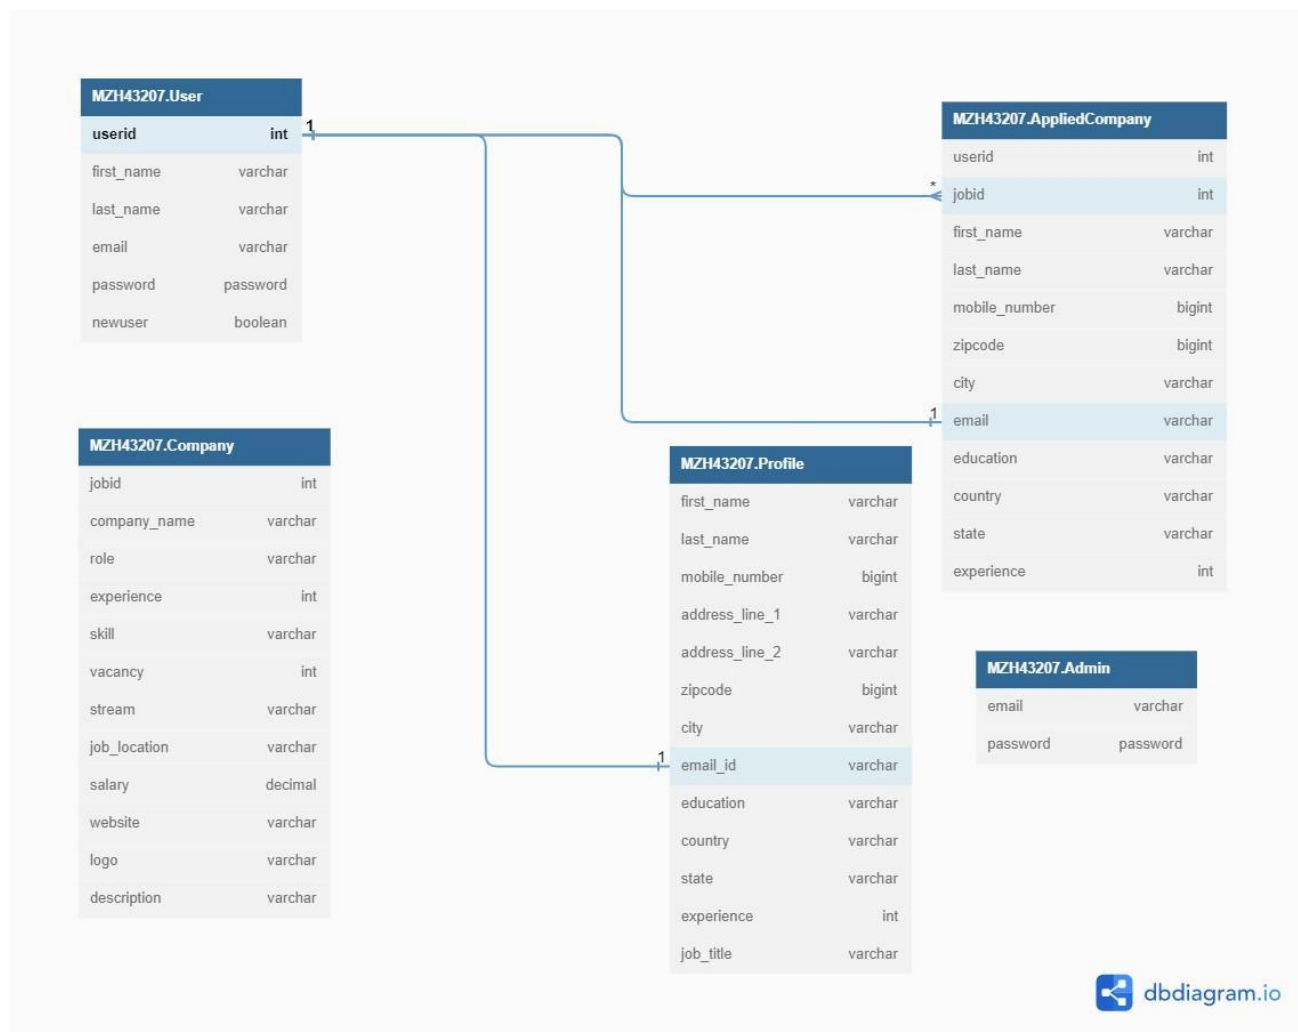 MZH43207.User
userid int
first_name varchar
last_name varchar
email varchar
password password
newuser boolean
1
MZH43207.Company
jobid int
company_name varchar
role varchar
experience int
skill varchar
vacancy int
stream varchar
job_location varchar
salary decimal
website varchar
logo varchar
description varchar
MZH43207.Profile
first_name varchar
last_name varchar
mobile_number bigint
address_line_1 varchar
address_line_2 varchar
zipcode bigint
city varchar
1
email_id varchar
education varchar
country varchar
state varchar
experience int
job_title varchar
MZH43207.AppliedCompany
userid int
*
jobid int
first_name varchar
last_name varchar
mobile_number bigint
zipcode bigint
city varchar
1
email varchar
education varchar
country varchar
state varchar
experience int
MZH43207.Admin
email varchar
password password
dbdiagram.io